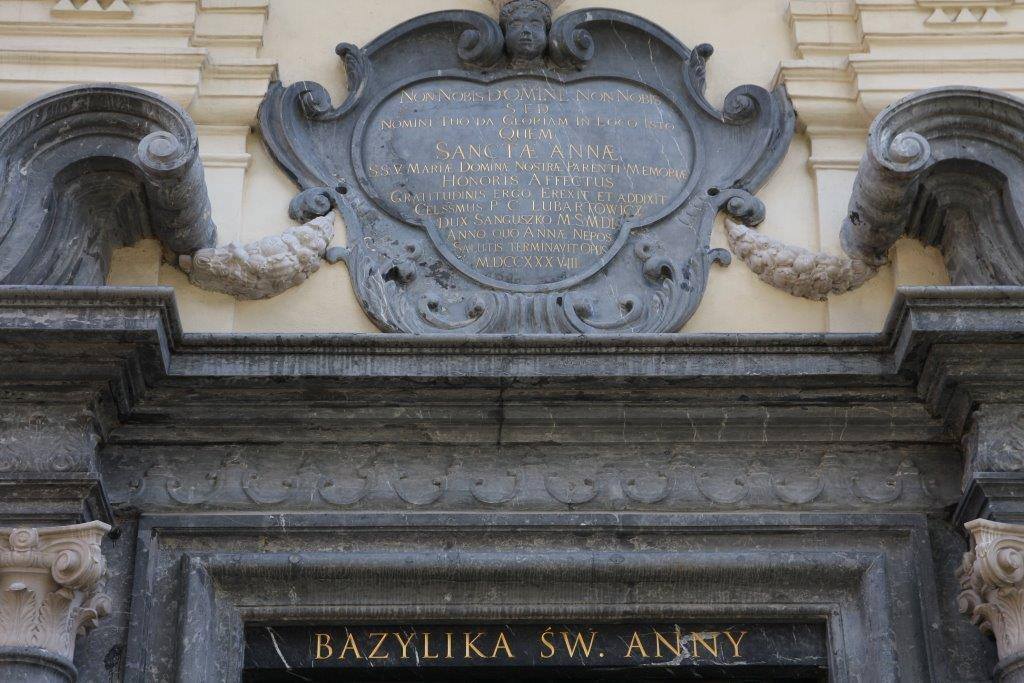 NON NOBIS DOMINE NON NOBIS
SED
NOMINI TUO DA GLORIAM IN LOCO ISTO
QUEM
SANCTÆ ANNÆ
S.S.V. MARIÆ DOMINÆ NOSTRÆ PARENTI MEMORIÆ
HONORIS AFFECTUS
GRATITUDINIS ERGO EREXIT ET ADDIXIT
CELSSMUS P C LUBARTOWICZ
DUX SANGUSZKO M S M D L
ANNO QUO ANNÆ NEPOS
SALUTIS TERMINAVIT OPUS
M.DCCXXXVIII
BAZYLIKA ŚW. ANNY